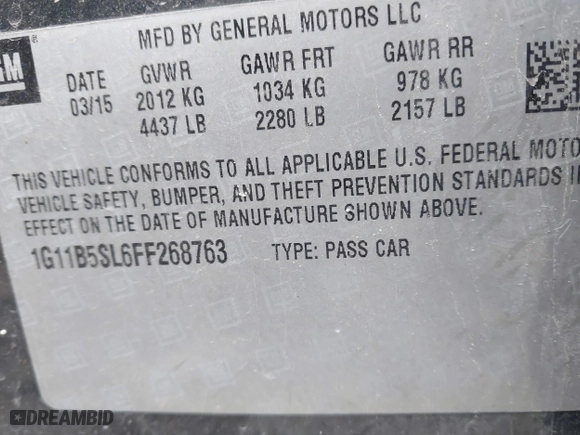 GM
MFD BY GENERAL MOTORS LLC
DATE GVWR GAWR FRT GAWR RR
03/15 2012 KG 1034 KG 978 KG
4437 LB 2280 LB 2157 LB
THIS VEHICLE CONFORMS TO ALL APPLICABLE U.S. FEDERAL MOTO
VEHICLE SAFETY, BUMPER, AND THEFT PREVENTION STANDARDS I
EFFECT ON THE DATE OF MANUFACTURE SHOWN ABOVE.
1G11B5SL6FF268763 TYPE: PASS CAR
DREAMBID